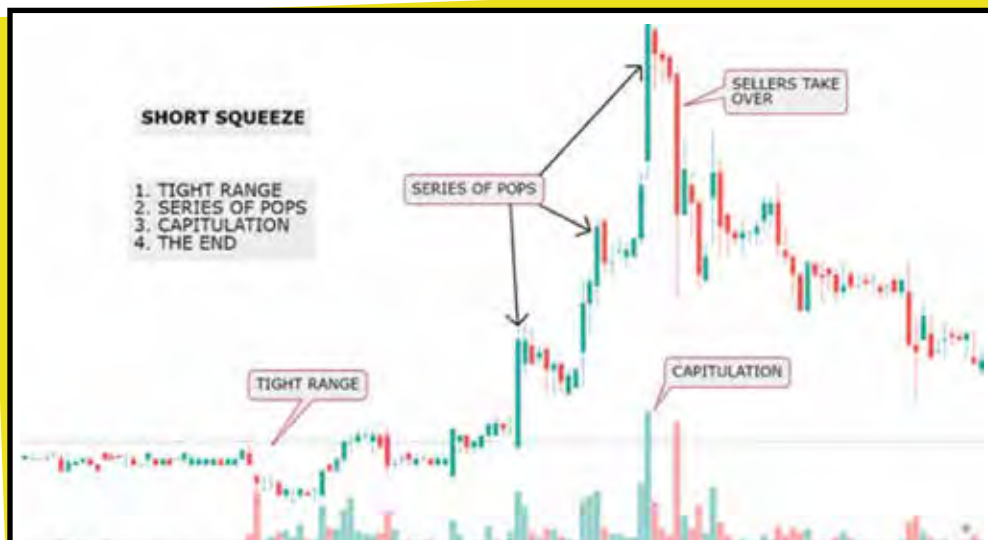 SHORT SQUEEZE
1. TIGHT RANGE
2. SERIES OF POPS
3. CAPITULATION
4. THE END
SERIES OF POPS
SELLERS TAKE
OVER
TIGHT RANGE
CAPITULATION